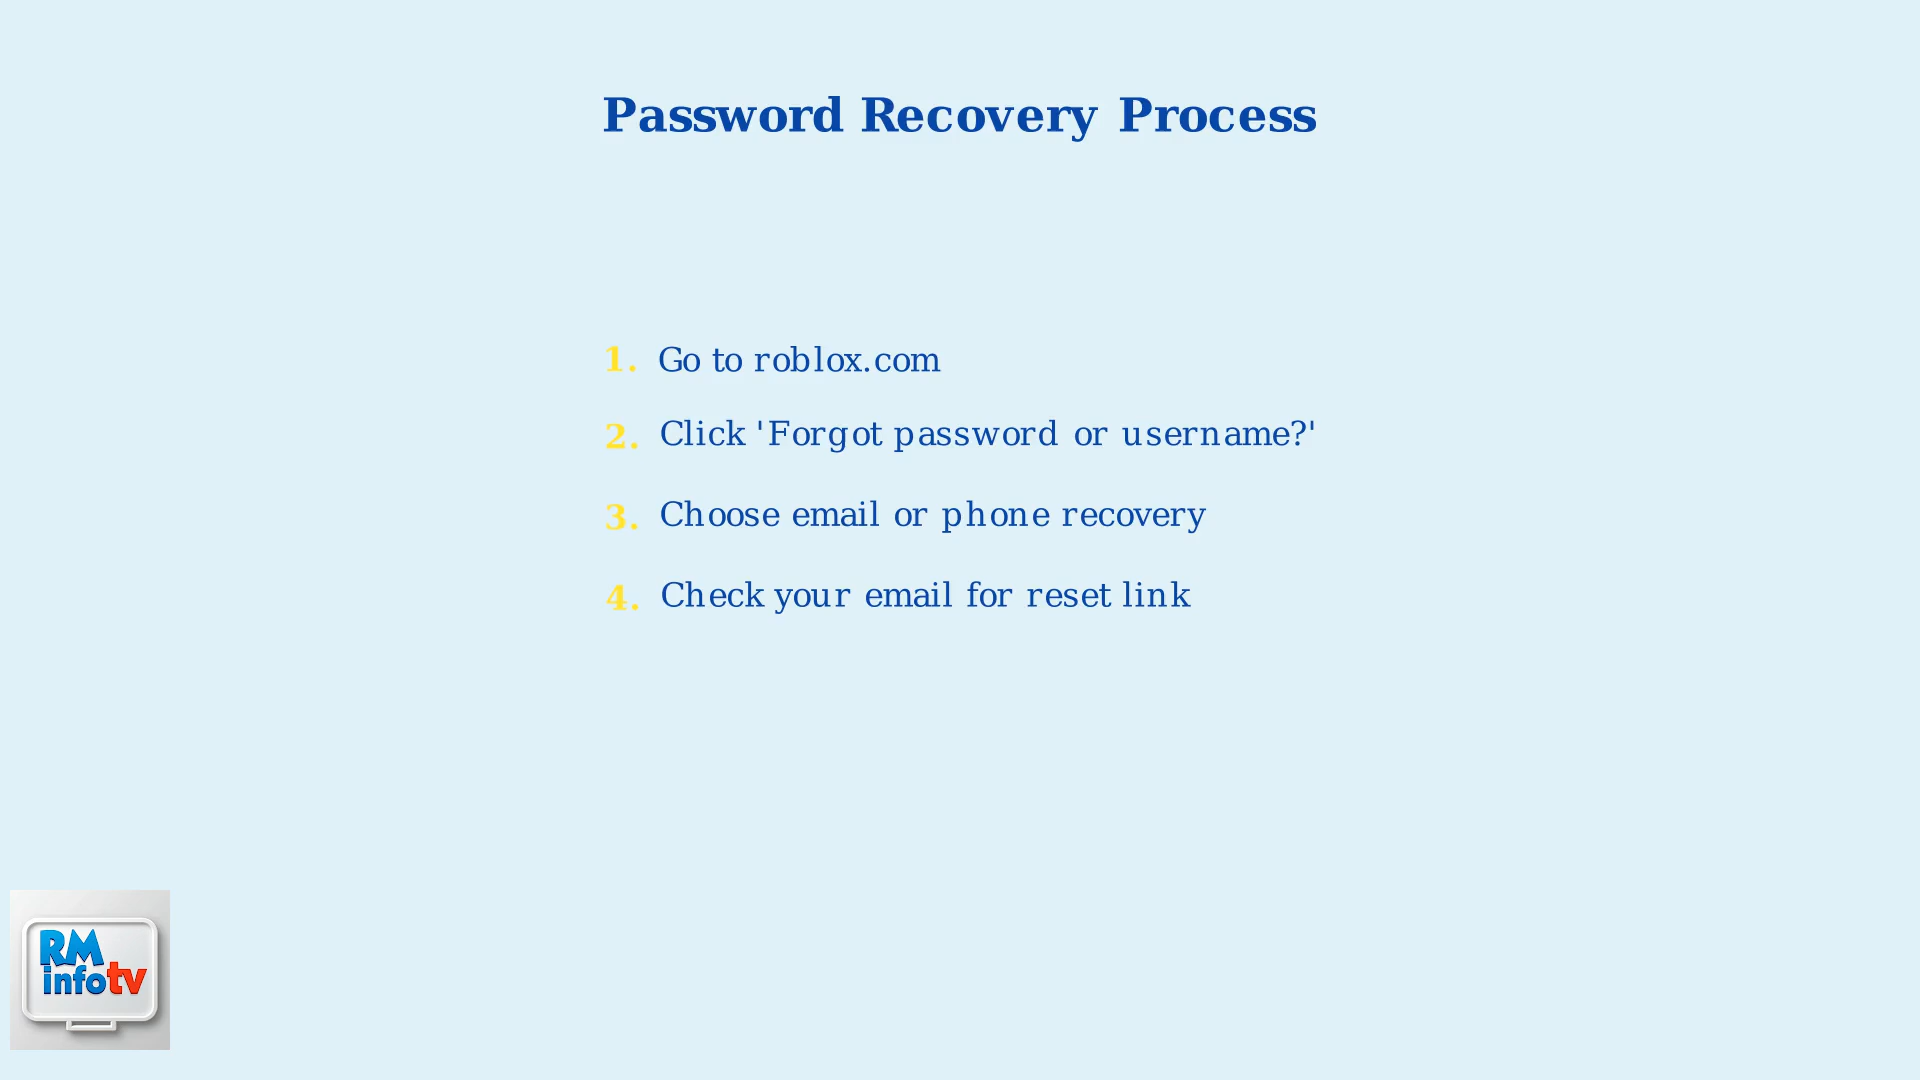 Password Recovery Process
1. Go to roblox.com
2. Click 'Forgot password or username?'
3. Choose email or phone recovery
4. Check your email for reset link
RM
infotv